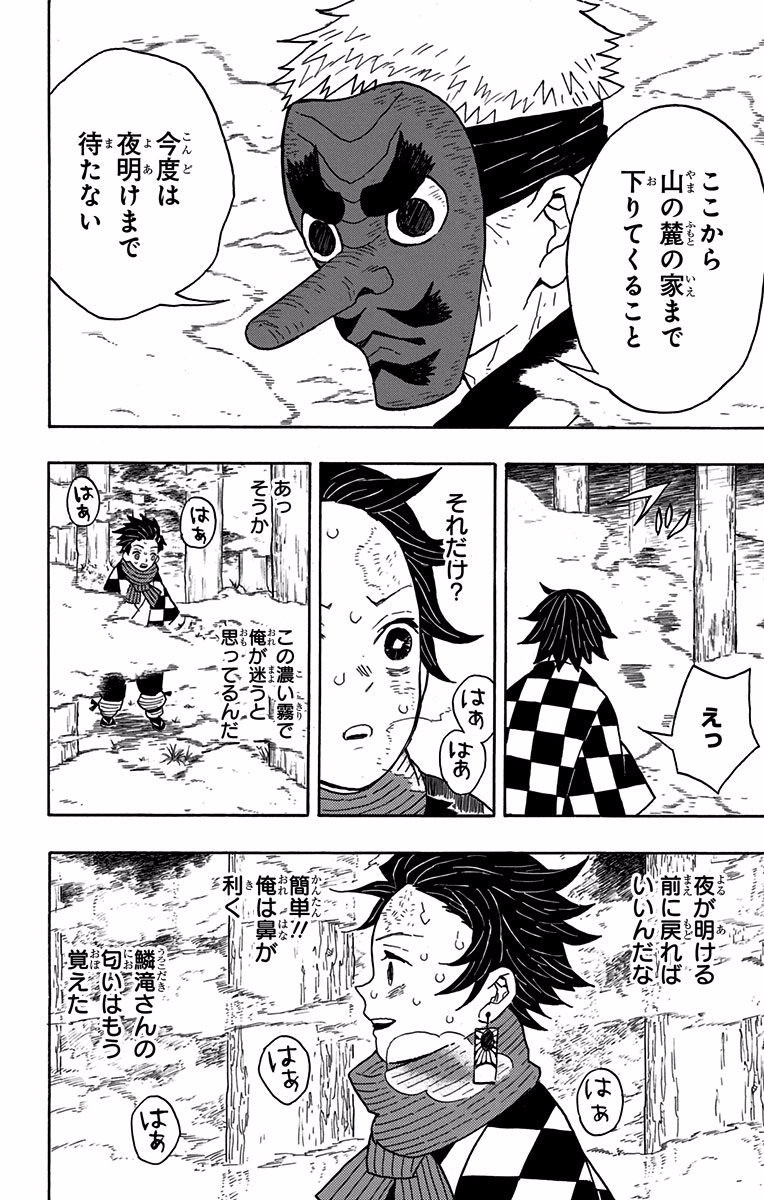 ここから
山の麓の家まで
下りてくること
今度は
夜明けまで
待たない
えっ
それだけ？
はぁ
はぁ
あっ
そうか
はぁ
はぁ
この濃い霧で
俺が迷うと
思ってるんだ
夜が明ける
前に戻れば
いいんだな
簡単!!
俺は鼻が
利く
鱗滝さんの
匂いはもう
覚えた
はぁ
はぁ
はぁ